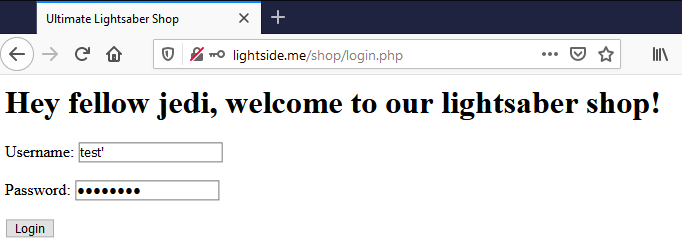 Ultimate Lightsaber Shop
lightside.me/shop/login.php
Hey fellow jedi, welcome to our lightsaber shop!
Username: test'
Password: ●●●●●●●●
Login